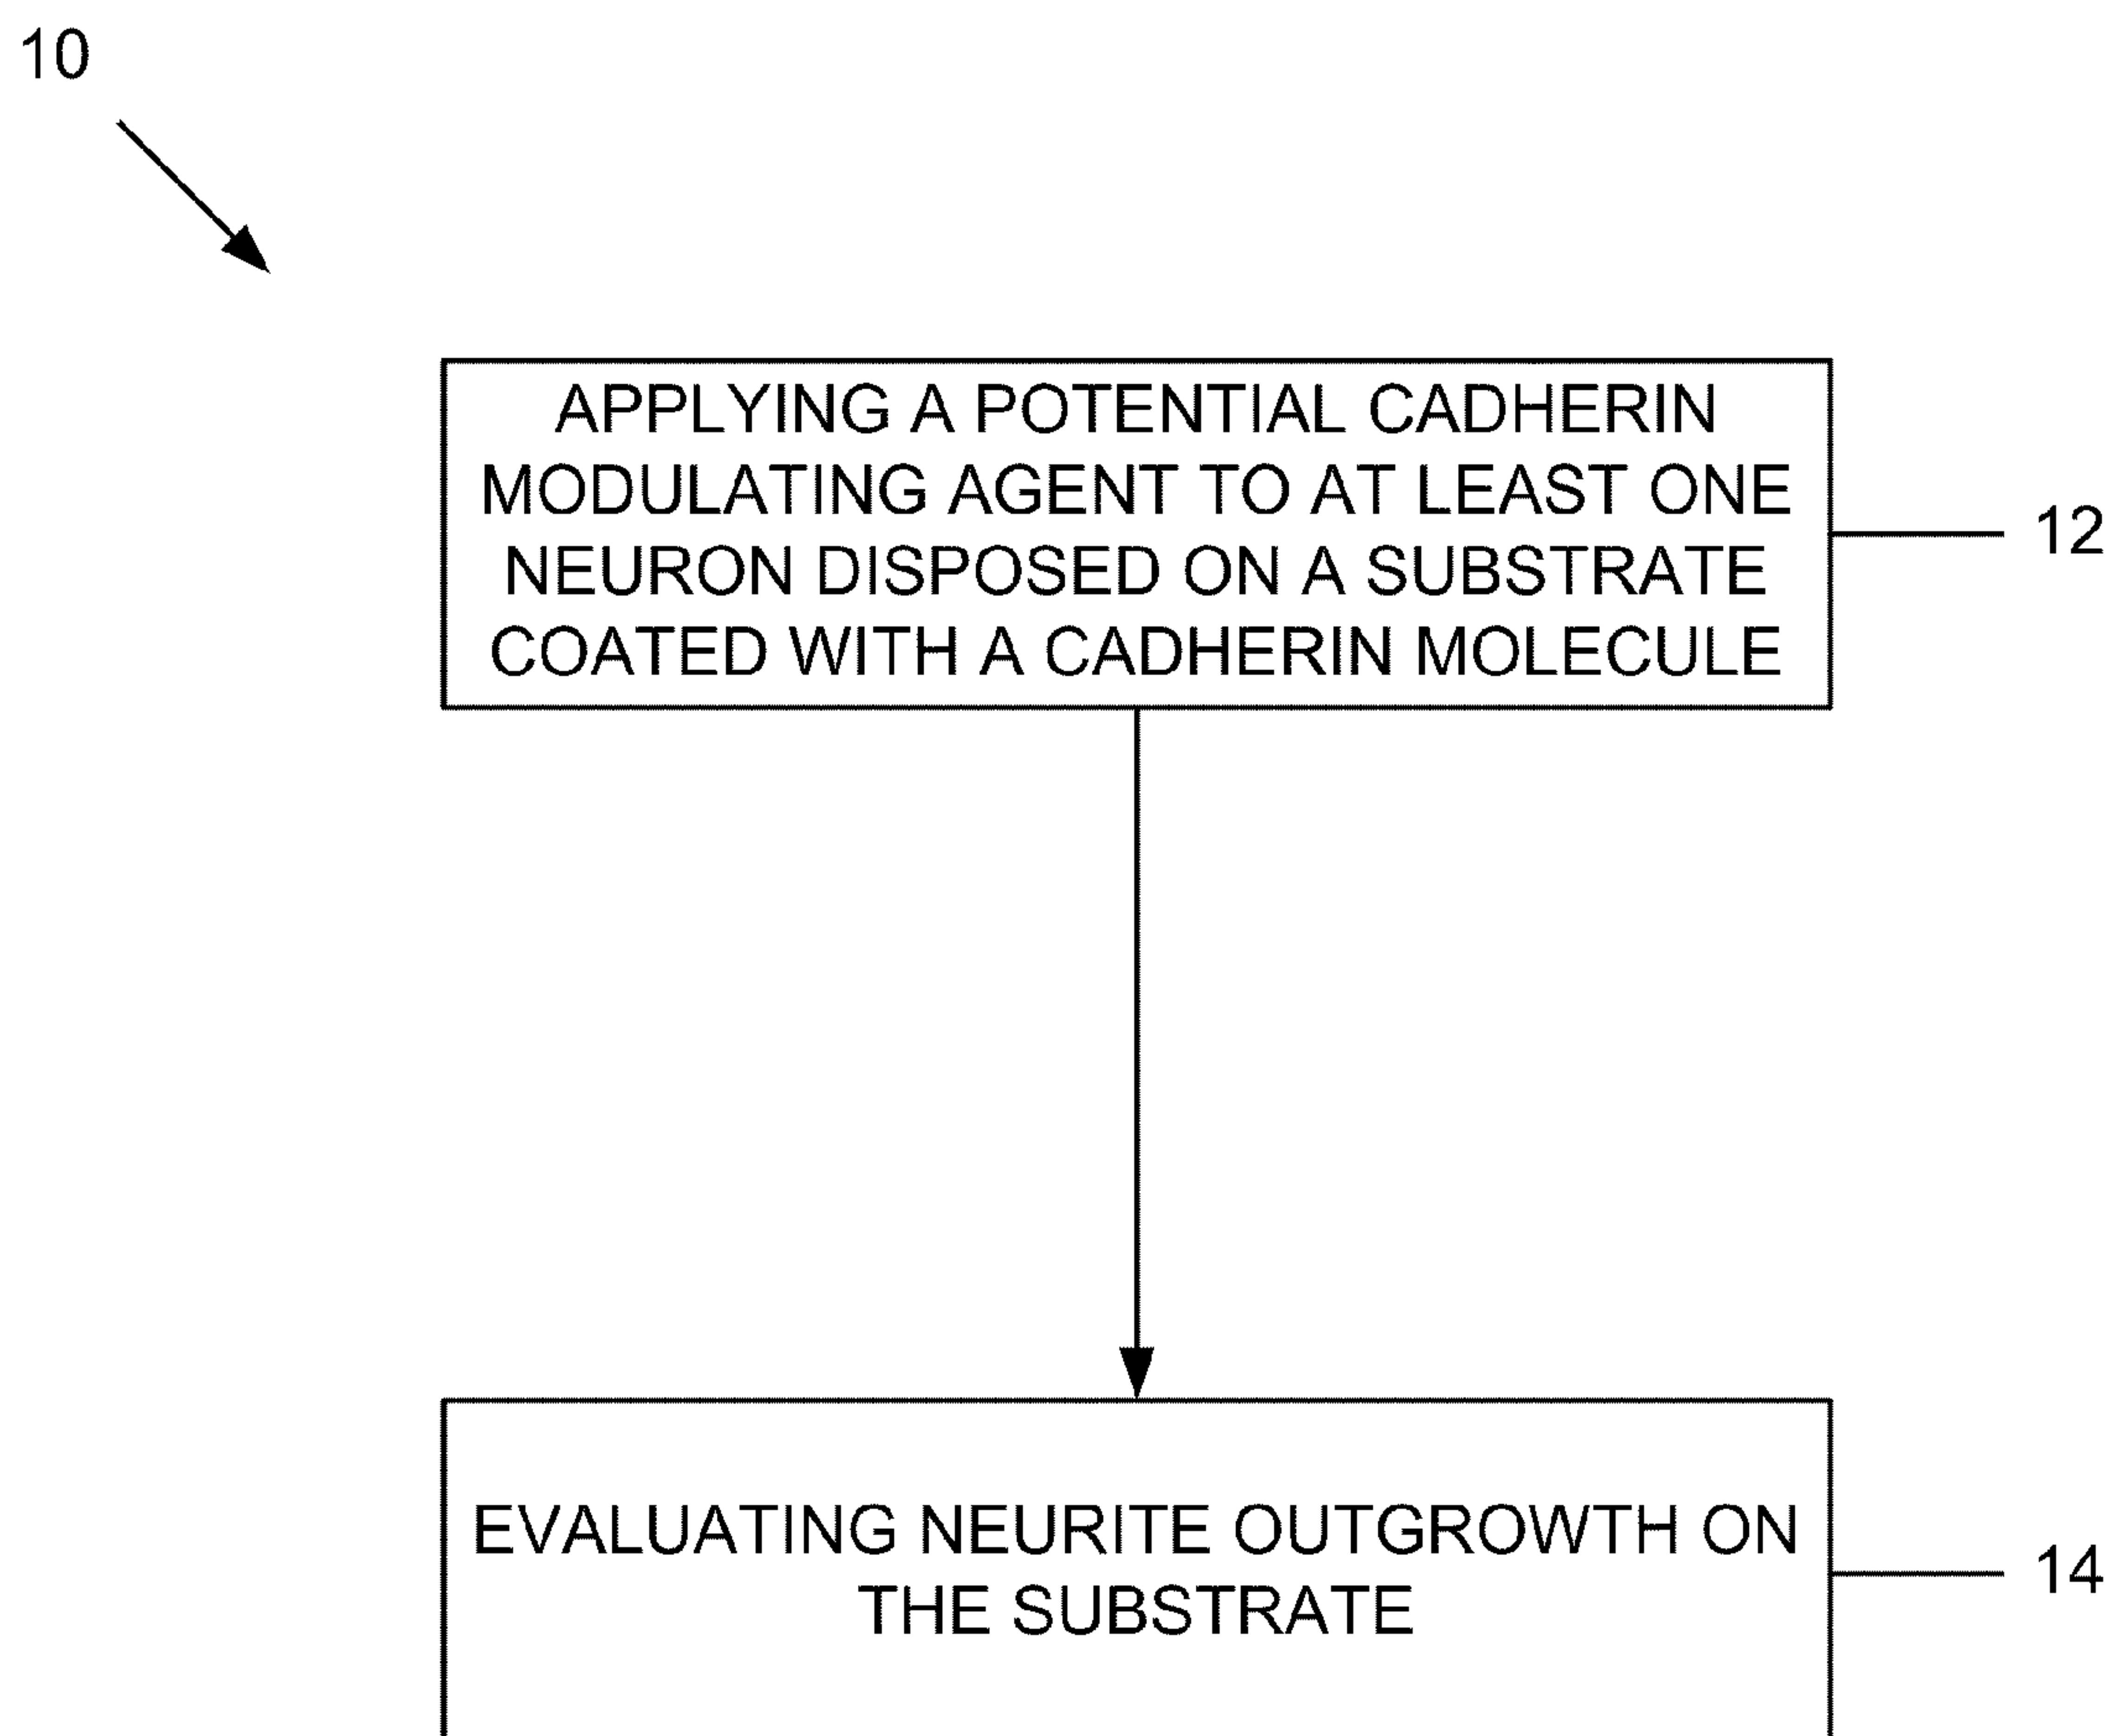 10
APPLYING A POTENTIAL CADHERIN
MODULATING AGENT TO AT LEAST ONE
NEURON DISPOSED ON A SUBSTRATE
COATED WITH A CADHERIN MOLECULE
12
EVALUATING NEURITE OUTGROWTH ON
THE SUBSTRATE
14